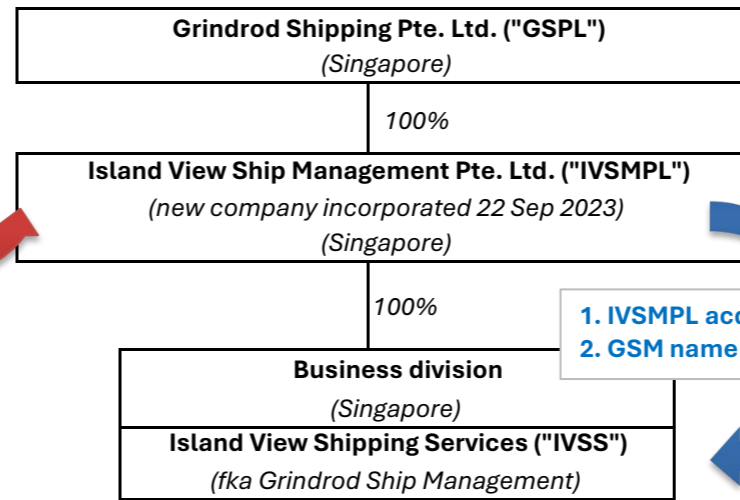 Grindrod Shipping Pte. Ltd. ("GSPL")
(Singapore)
100%
Island View Ship Management Pte. Ltd. ("IVSMPL")
(new company incorporated 22 Sep 2023)
(Singapore)
100%
1. IVSMPL
2. GSM name
Business division
(Singapore)
Island View Shipping Services ("IVSS")
(fka Grindrod Ship Management)